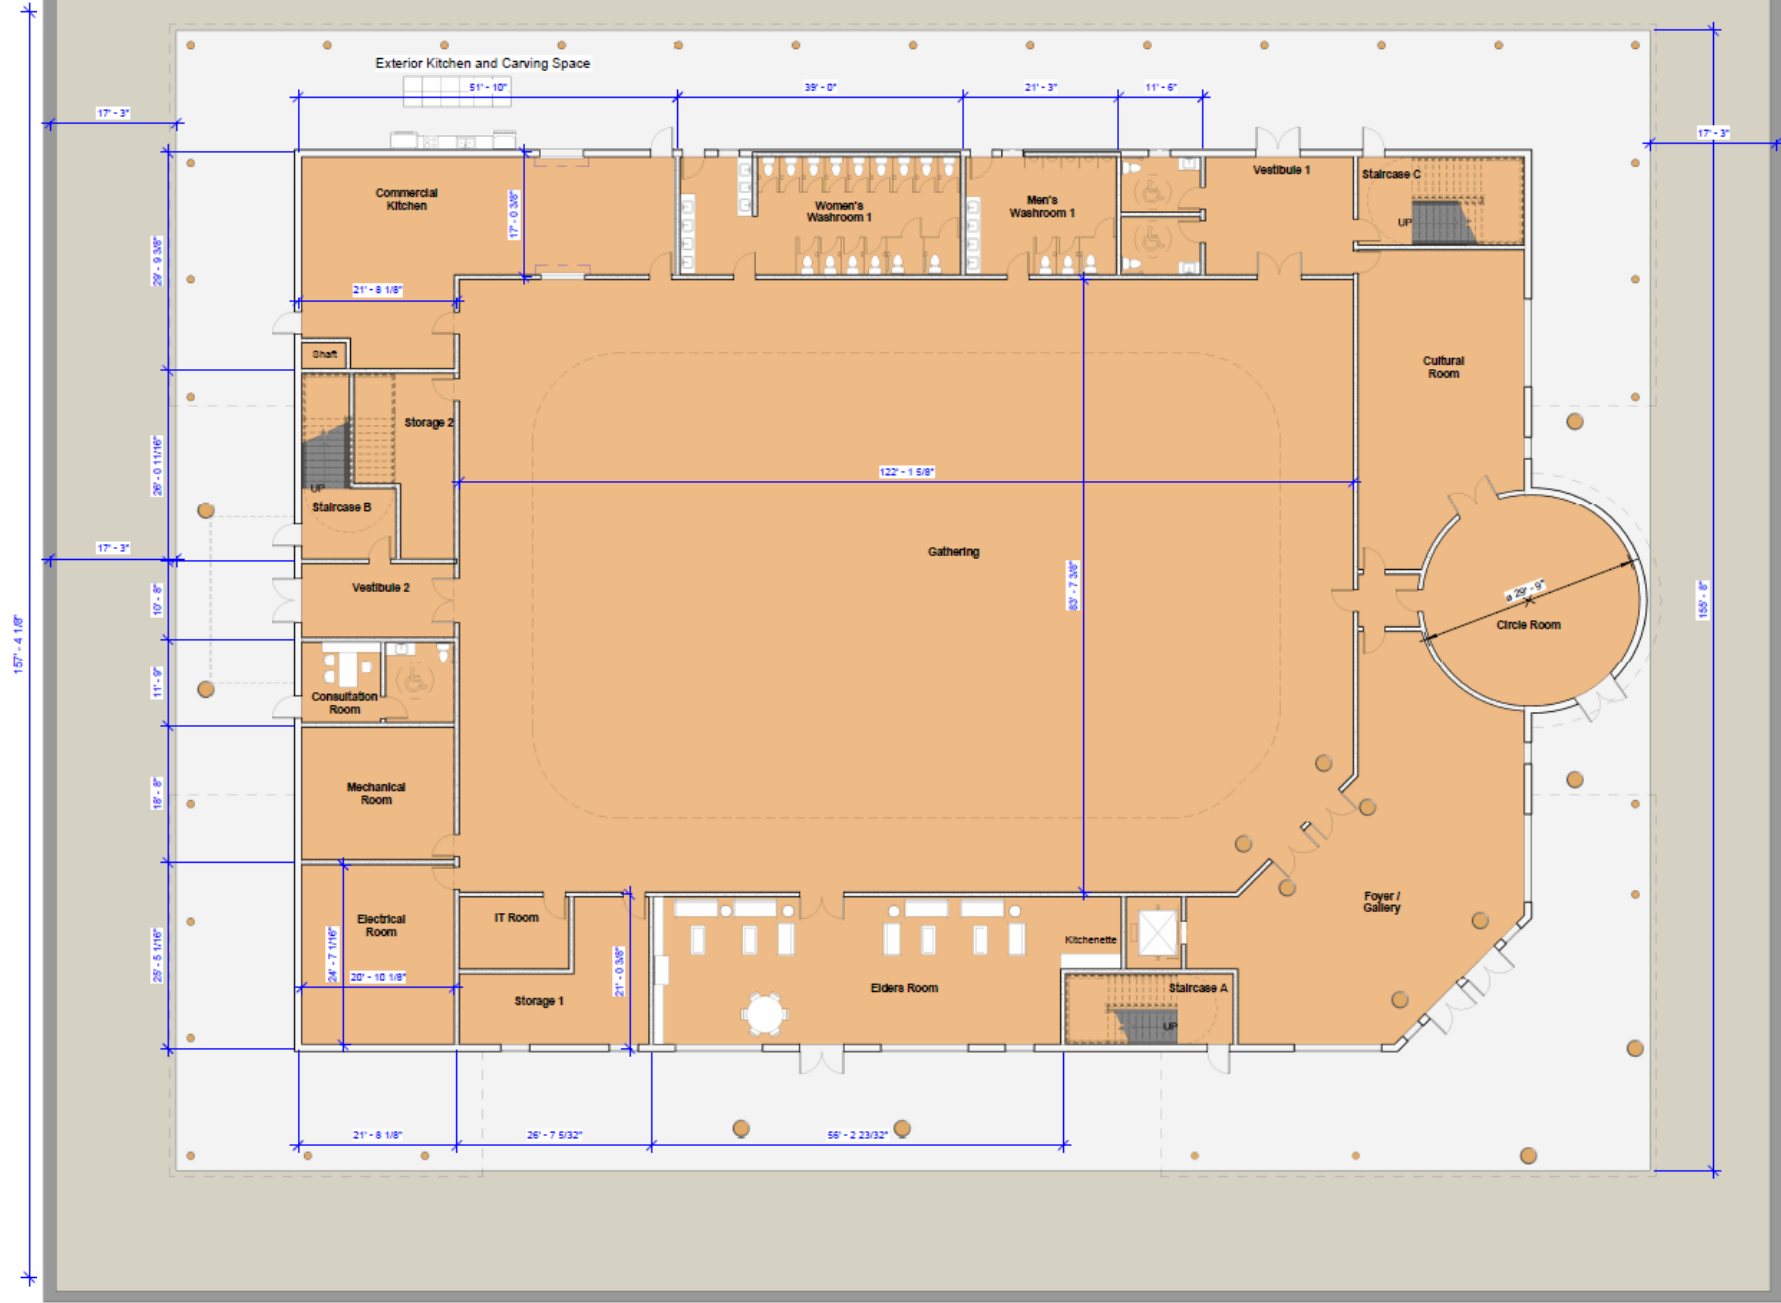 Exterior Kitchen and Carving Space
51' - 10"
39' - 0"
21' - 3"
11' - 6"
17' - 3"
17' - 3"
Commercial
Kitchen
17' - 0 3/8"
Women's
Washroom 1
Men's
Washroom 1
Vestibule 1
Staircase C
UP
29' - 9 3/8"
21' - 8 1/8"
Shaft
Cultural
Room
Storage 2
26' - 0 11/16"
UP
Staircase B
122' - 1 5/8"
17' - 3"
Gathering
83' - 7 3/8"
Vestibule 2
10' - 8"
ø 29' - 9"
Circle Room
155' - 8"
157' - 4 1/8"
11' - 9"
Consultation
Room
18' - 8"
Mechanical
Room
Foyer /
Gallery
Electrical
Room
IT Room
24' - 7 1/16"
25' - 5 1/16"
20' - 10 1/8"
21' - 0 3/8"
Kitchenette
Storage 1
Elders Room
Staircase A
UP
21' - 8 1/8"
26' - 7 5/32"
56' - 2 23/32"